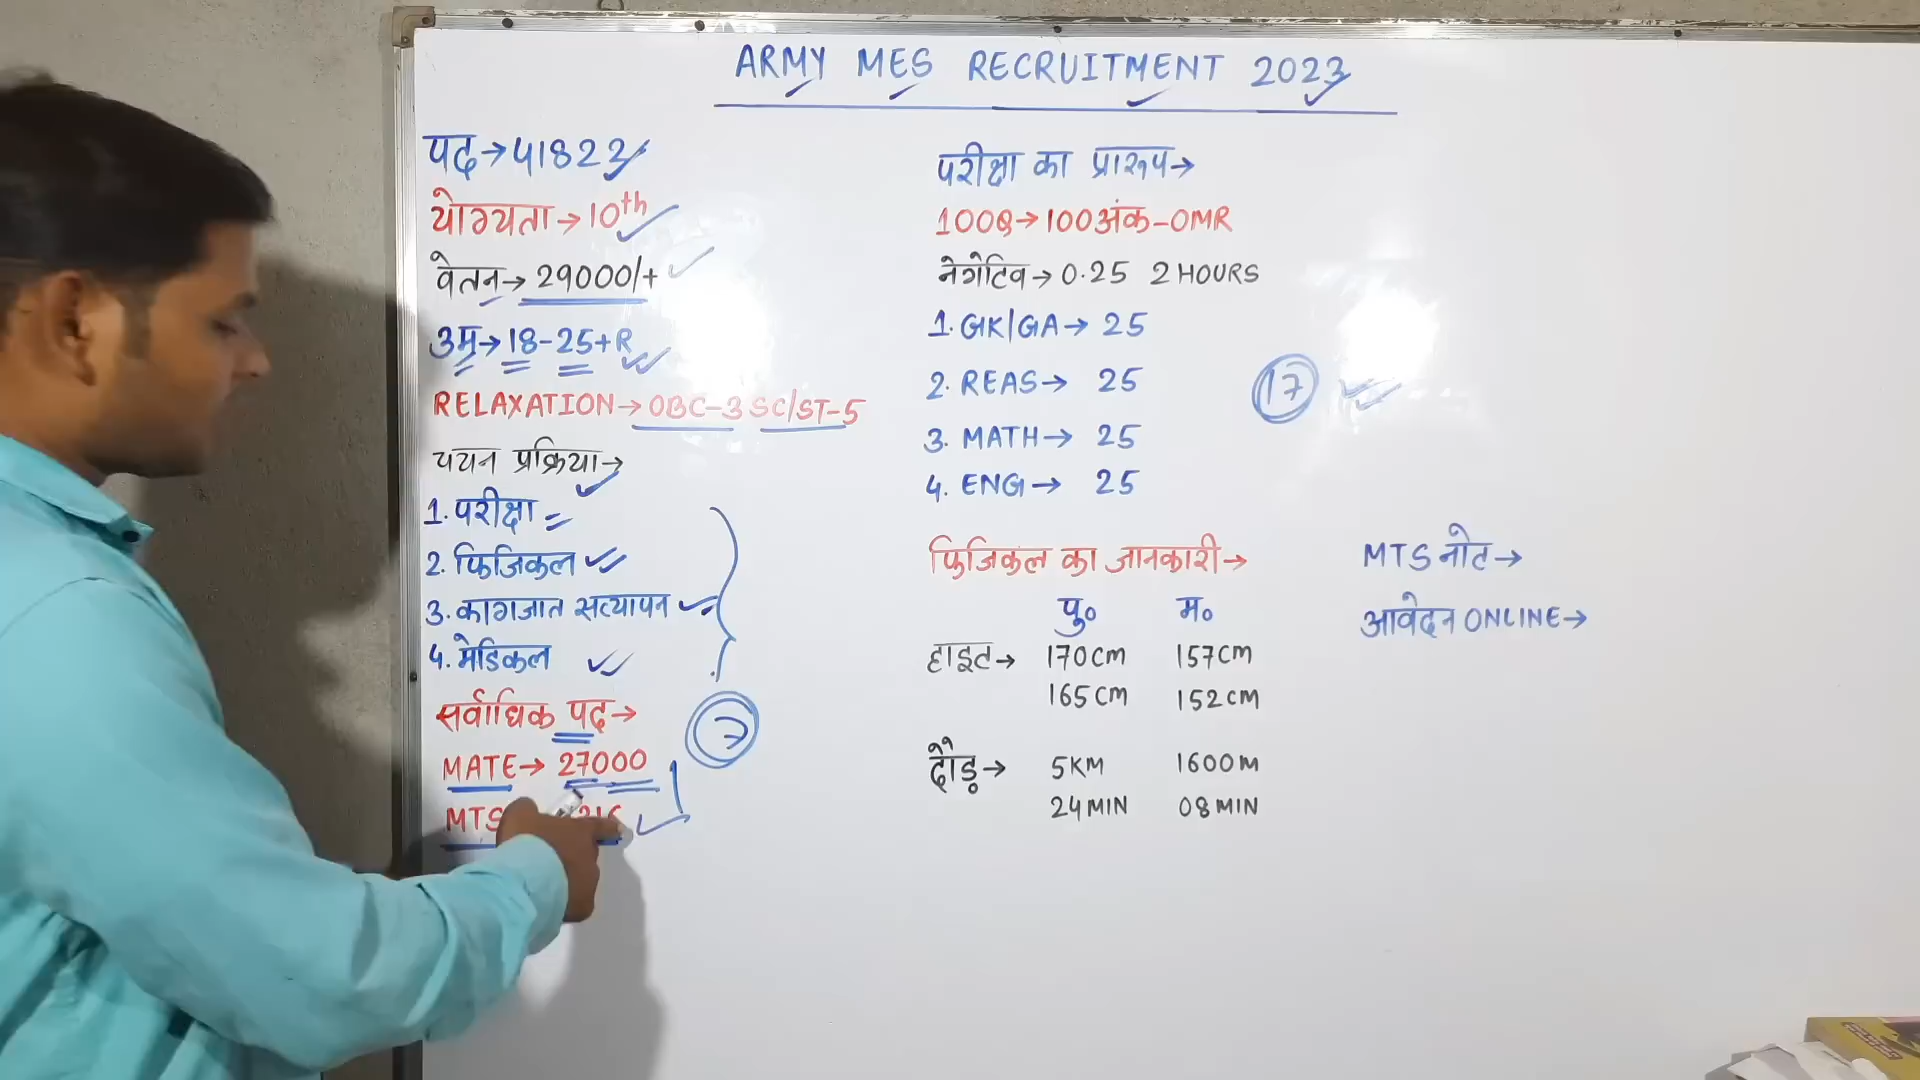 ARMY MES RECRUITMENT 2023
पद→41823
योग्यता→10th
वेतन→29000/+
उम्र→18-25+R
RELAXATION→OBC-3 SC/ST-5
चयन प्रक्रिया→
1. परीक्षा
2. फिजिकल
3. कागजात सत्यापन
4. मेडिकल
सर्वाधिक पद→
MATE→27000
MTS
परीक्षा का प्रारूप→
100Q→100अंक-OMR
नेगेटिव→0.25 2 HOURS
1. GK/GA→ 25
2. REAS→ 25
3. MATH→ 25
4. ENG→ 25
17
फिजिकल का जानकारी→
पु० म०
हाइट→ 170CM 157CM
165CM 152CM
दौड़→ 5KM 1600M
24MIN 08MIN
MTS नोट→
आवेदन ONLINE→